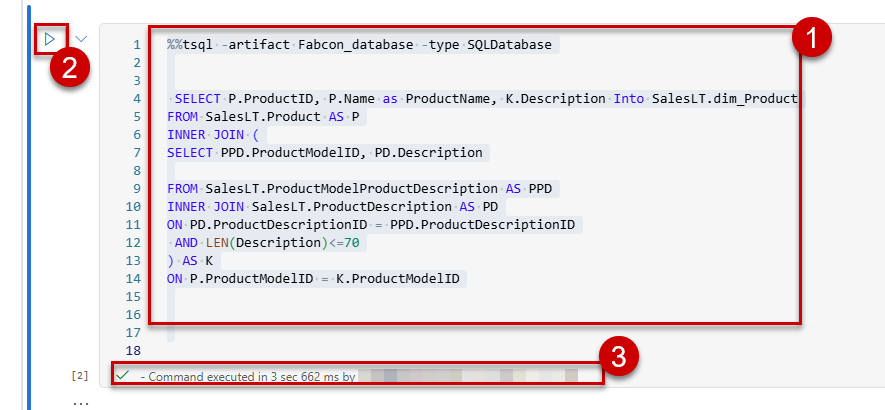 1
2
3
1 %%tsql -artifact Fabcon_database -type SQLDatabase
2
3
4 SELECT P.ProductID, P.Name as ProductName, K.Description Into SalesLT.dim_Product
5 FROM SalesLT.Product AS P
6 INNER JOIN (
7 SELECT PPD.ProductModelID, PD.Description
8
9 FROM SalesLT.ProductModelProductDescription AS PPD
10 INNER JOIN SalesLT.ProductDescription AS PD
11 ON PD.ProductDescriptionID = PPD.ProductDescriptionID
12 AND LEN(Description)<=70
13 ) AS K
14 ON P.ProductModelID = K.ProductModelID
15
16
17
18
[2] - Command executed in 3 sec 662 ms by
...